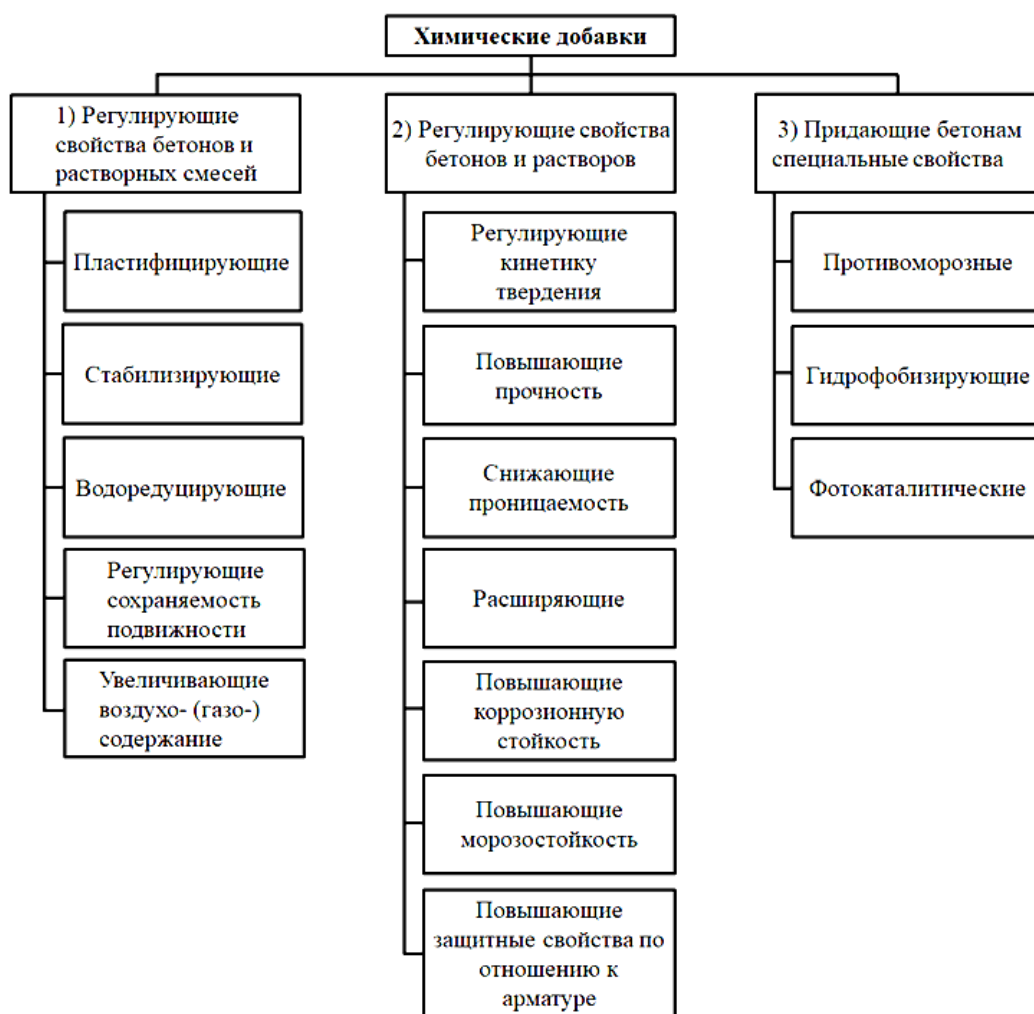 Химические добавки
1) Регулирующие
свойства бетонов и
растворных смесей
Пластифицирующие
Стабилизирующие
Водоредуцирующие
Регулирующие
сохраняемость
подвижности
Увеличивающие
воздухо- (газо-)
содержание
2) Регулирующие свойства
бетонов и растворов
Регулирующие
кинетику
твердения
Повышающие
прочность
Снижающие
проницаемость
Расширяющие
Повышающие
коррозионную
стойкость
Повышающие
морозостойкость
Повышающие
защитные свойства по
отношению к
арматуре
3) Придающие бетонам
специальные свойства
Противоморозные
Гидрофобизирующие
Фотокаталитические